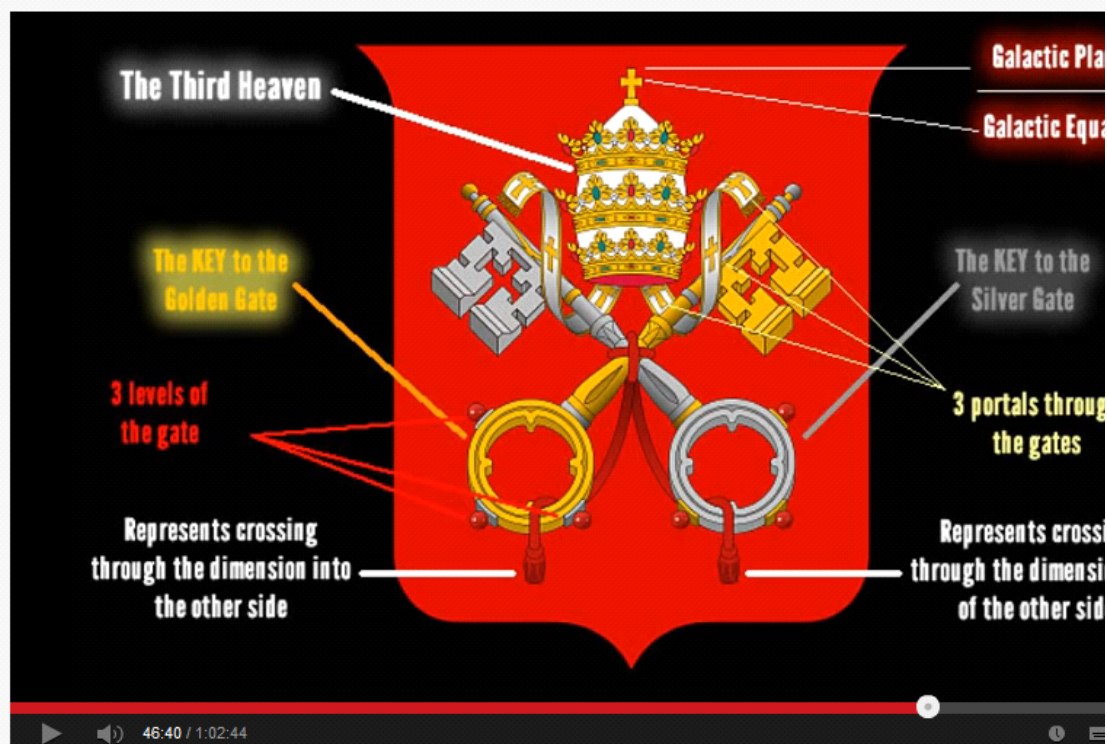 The Third Heaven
Galactic Pla
Galactic Equa
The KEY to the
Golden Gate
The KEY to the
Silver Gate
3 levels of
the gate
3 portals throug
the gates
Represents crossing
through the dimension into
the other side
Represents crossi
through the dimensi
of the other sid
46:40 / 1:02:44